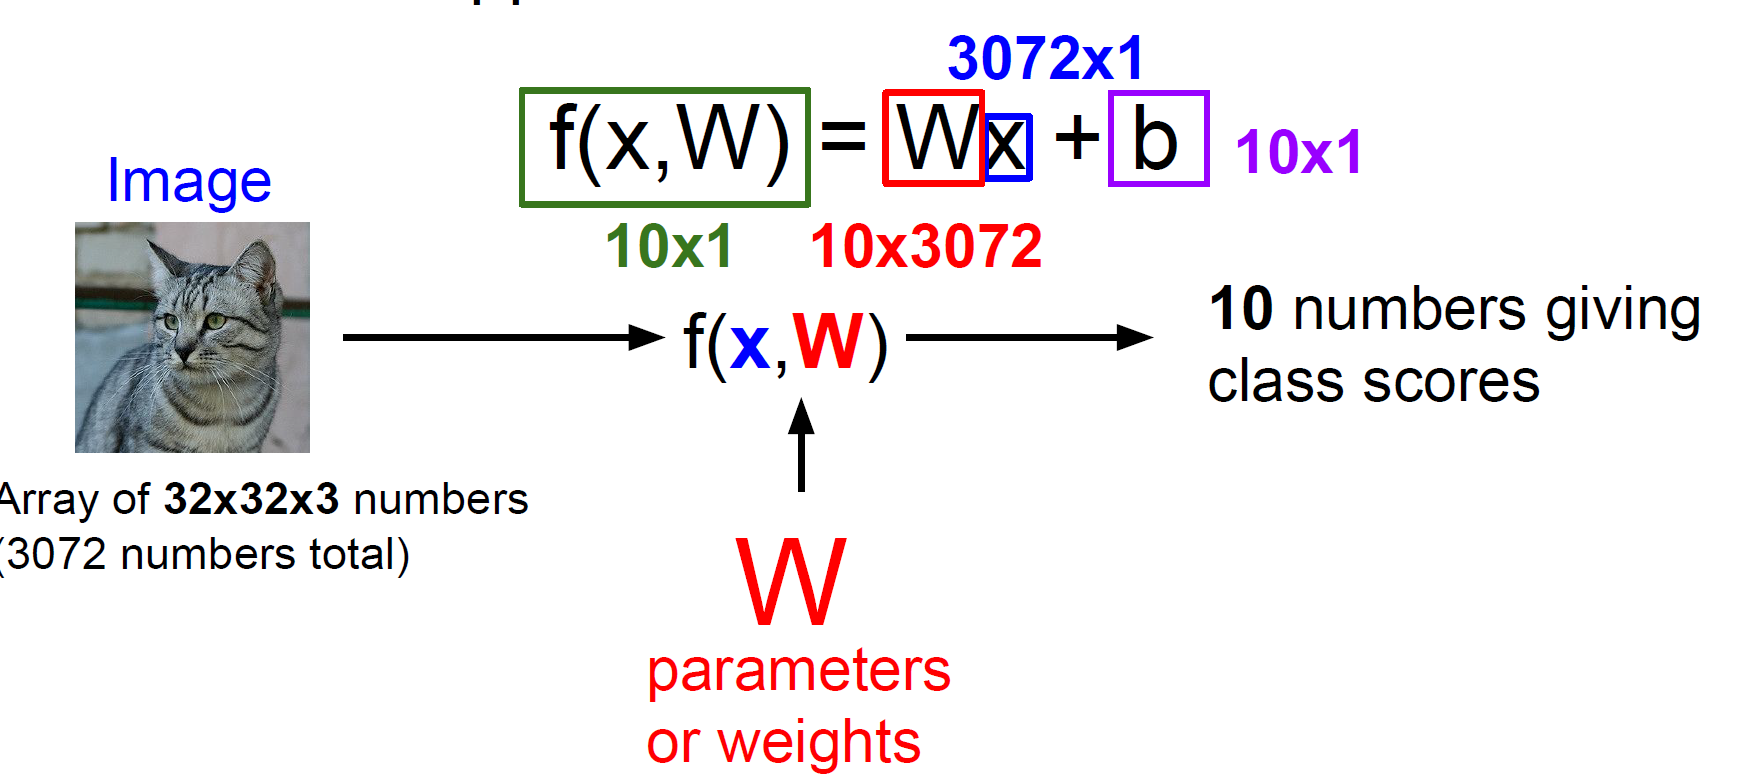 3072x1
f(x,W) = Wx + b 10x1
Image
10x1 10x3072
f(x,W)
10 numbers giving
class scores
Array of 32x32x3 numbers
(3072 numbers total)
W
parameters
or weights